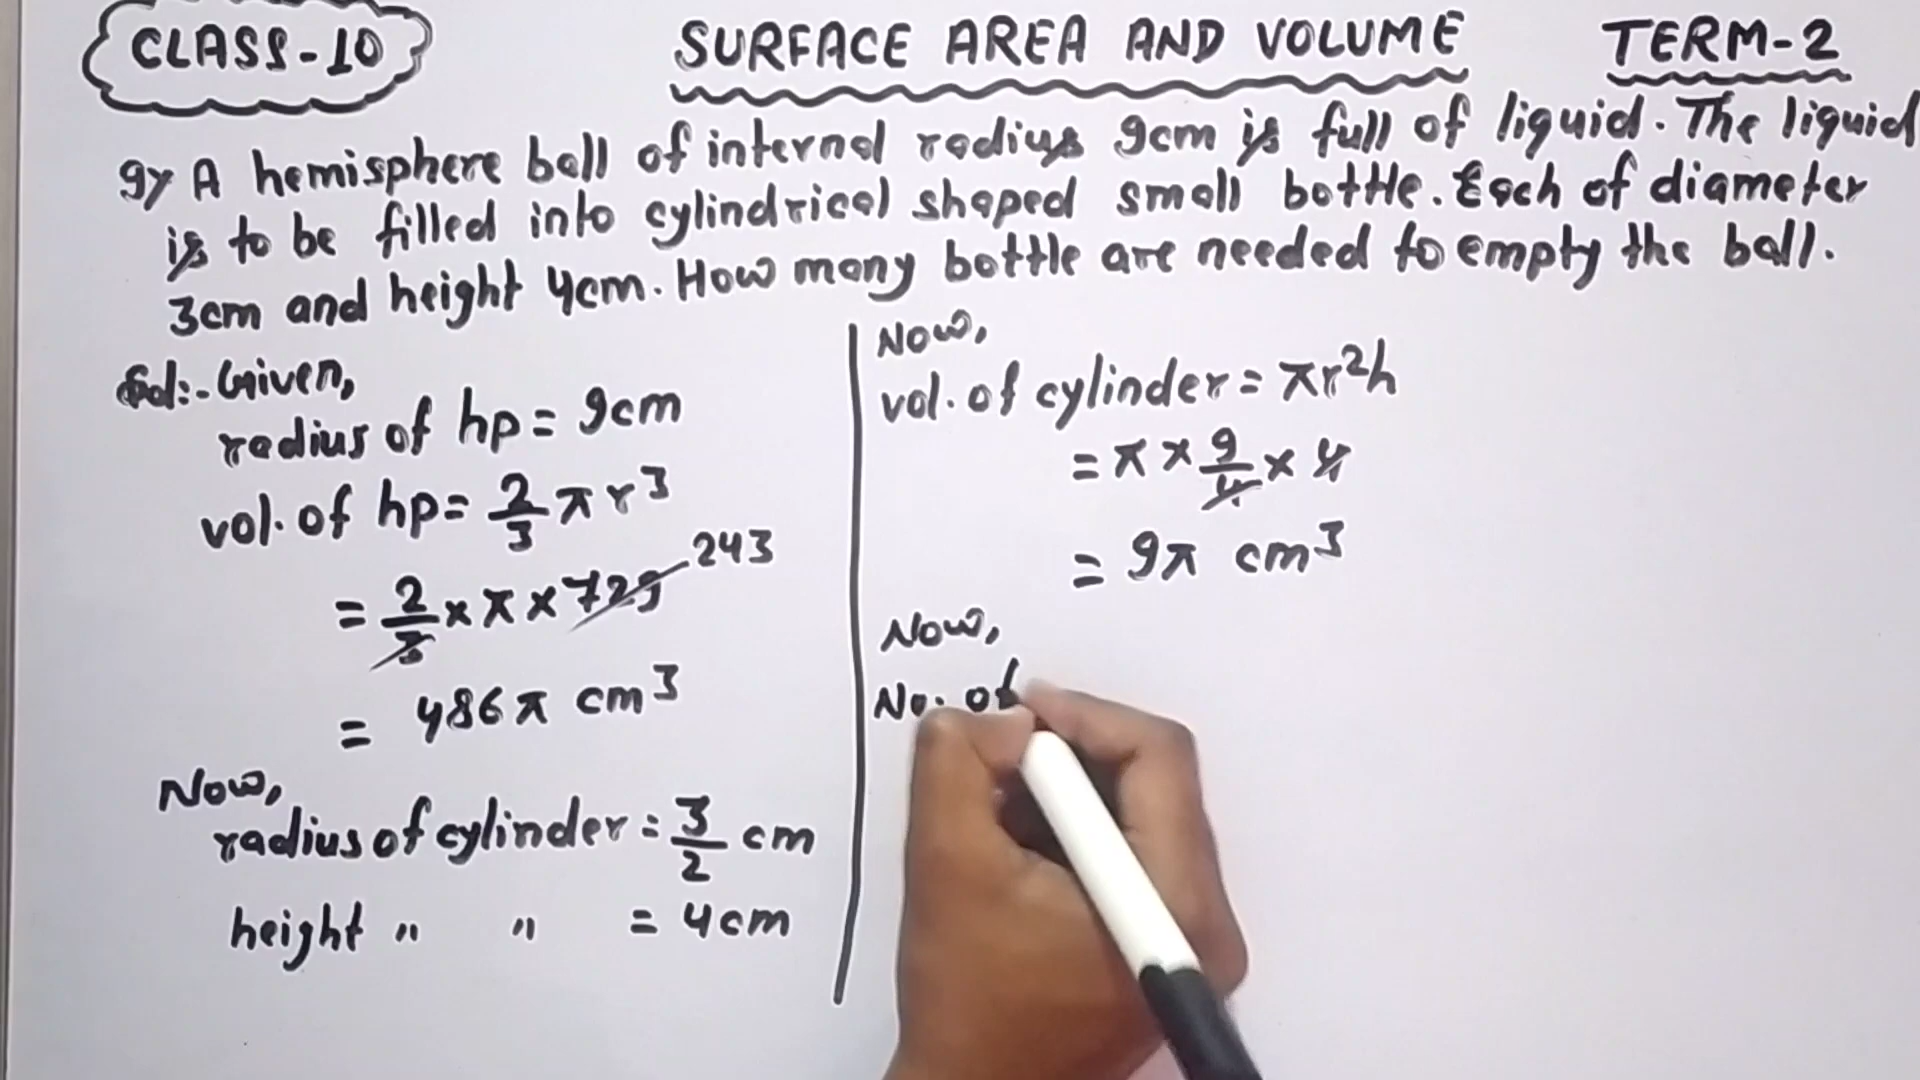 CLASS-10
SURFACE AREA AND VOLUME
TERM-2
9) A hemisphere ball of internal radius 9cm is full of liquid. The liquid
is to be filled into cylindrical shaped small bottle. Each of diameter
3cm and height 4cm. How many bottle are needed to empty the ball.
Sol:- Given,
radius of hp = 9cm
vol. of hp = 2/3 π r³
= 2/3 × π × 729 243
= 486 π cm³
Now,
radius of cylinder = 3/2 cm
height " " = 4cm
Now,
vol. of cylinder = πr²h
= π × 9/4 × 4
= 9π cm³
Now,
No. of